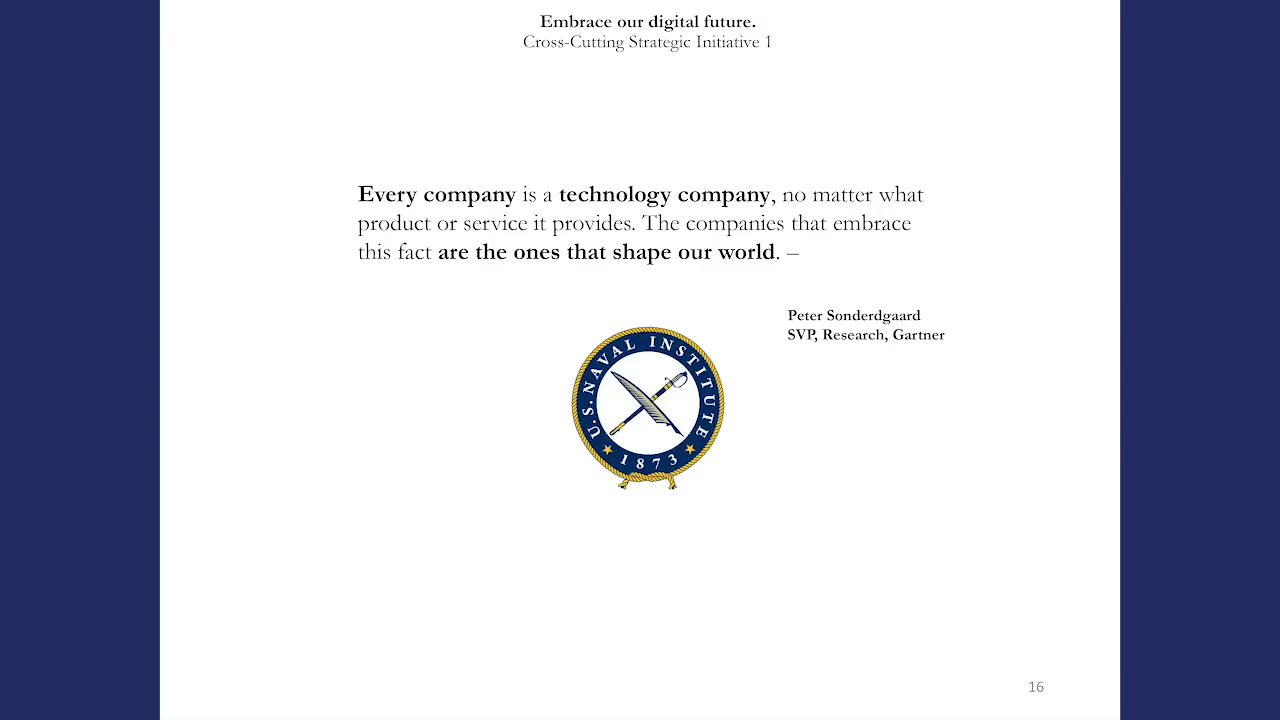 Embrace our digital future.
Cross-Cutting Strategic Initiative 1
Every company is a technology company, no matter what
product or service it provides. The companies that embrace
this fact are the ones that shape our world. –
Peter Sonderdgaard
SVP, Research, Gartner
U.S. NAVAL INSTITUTE
1873
16